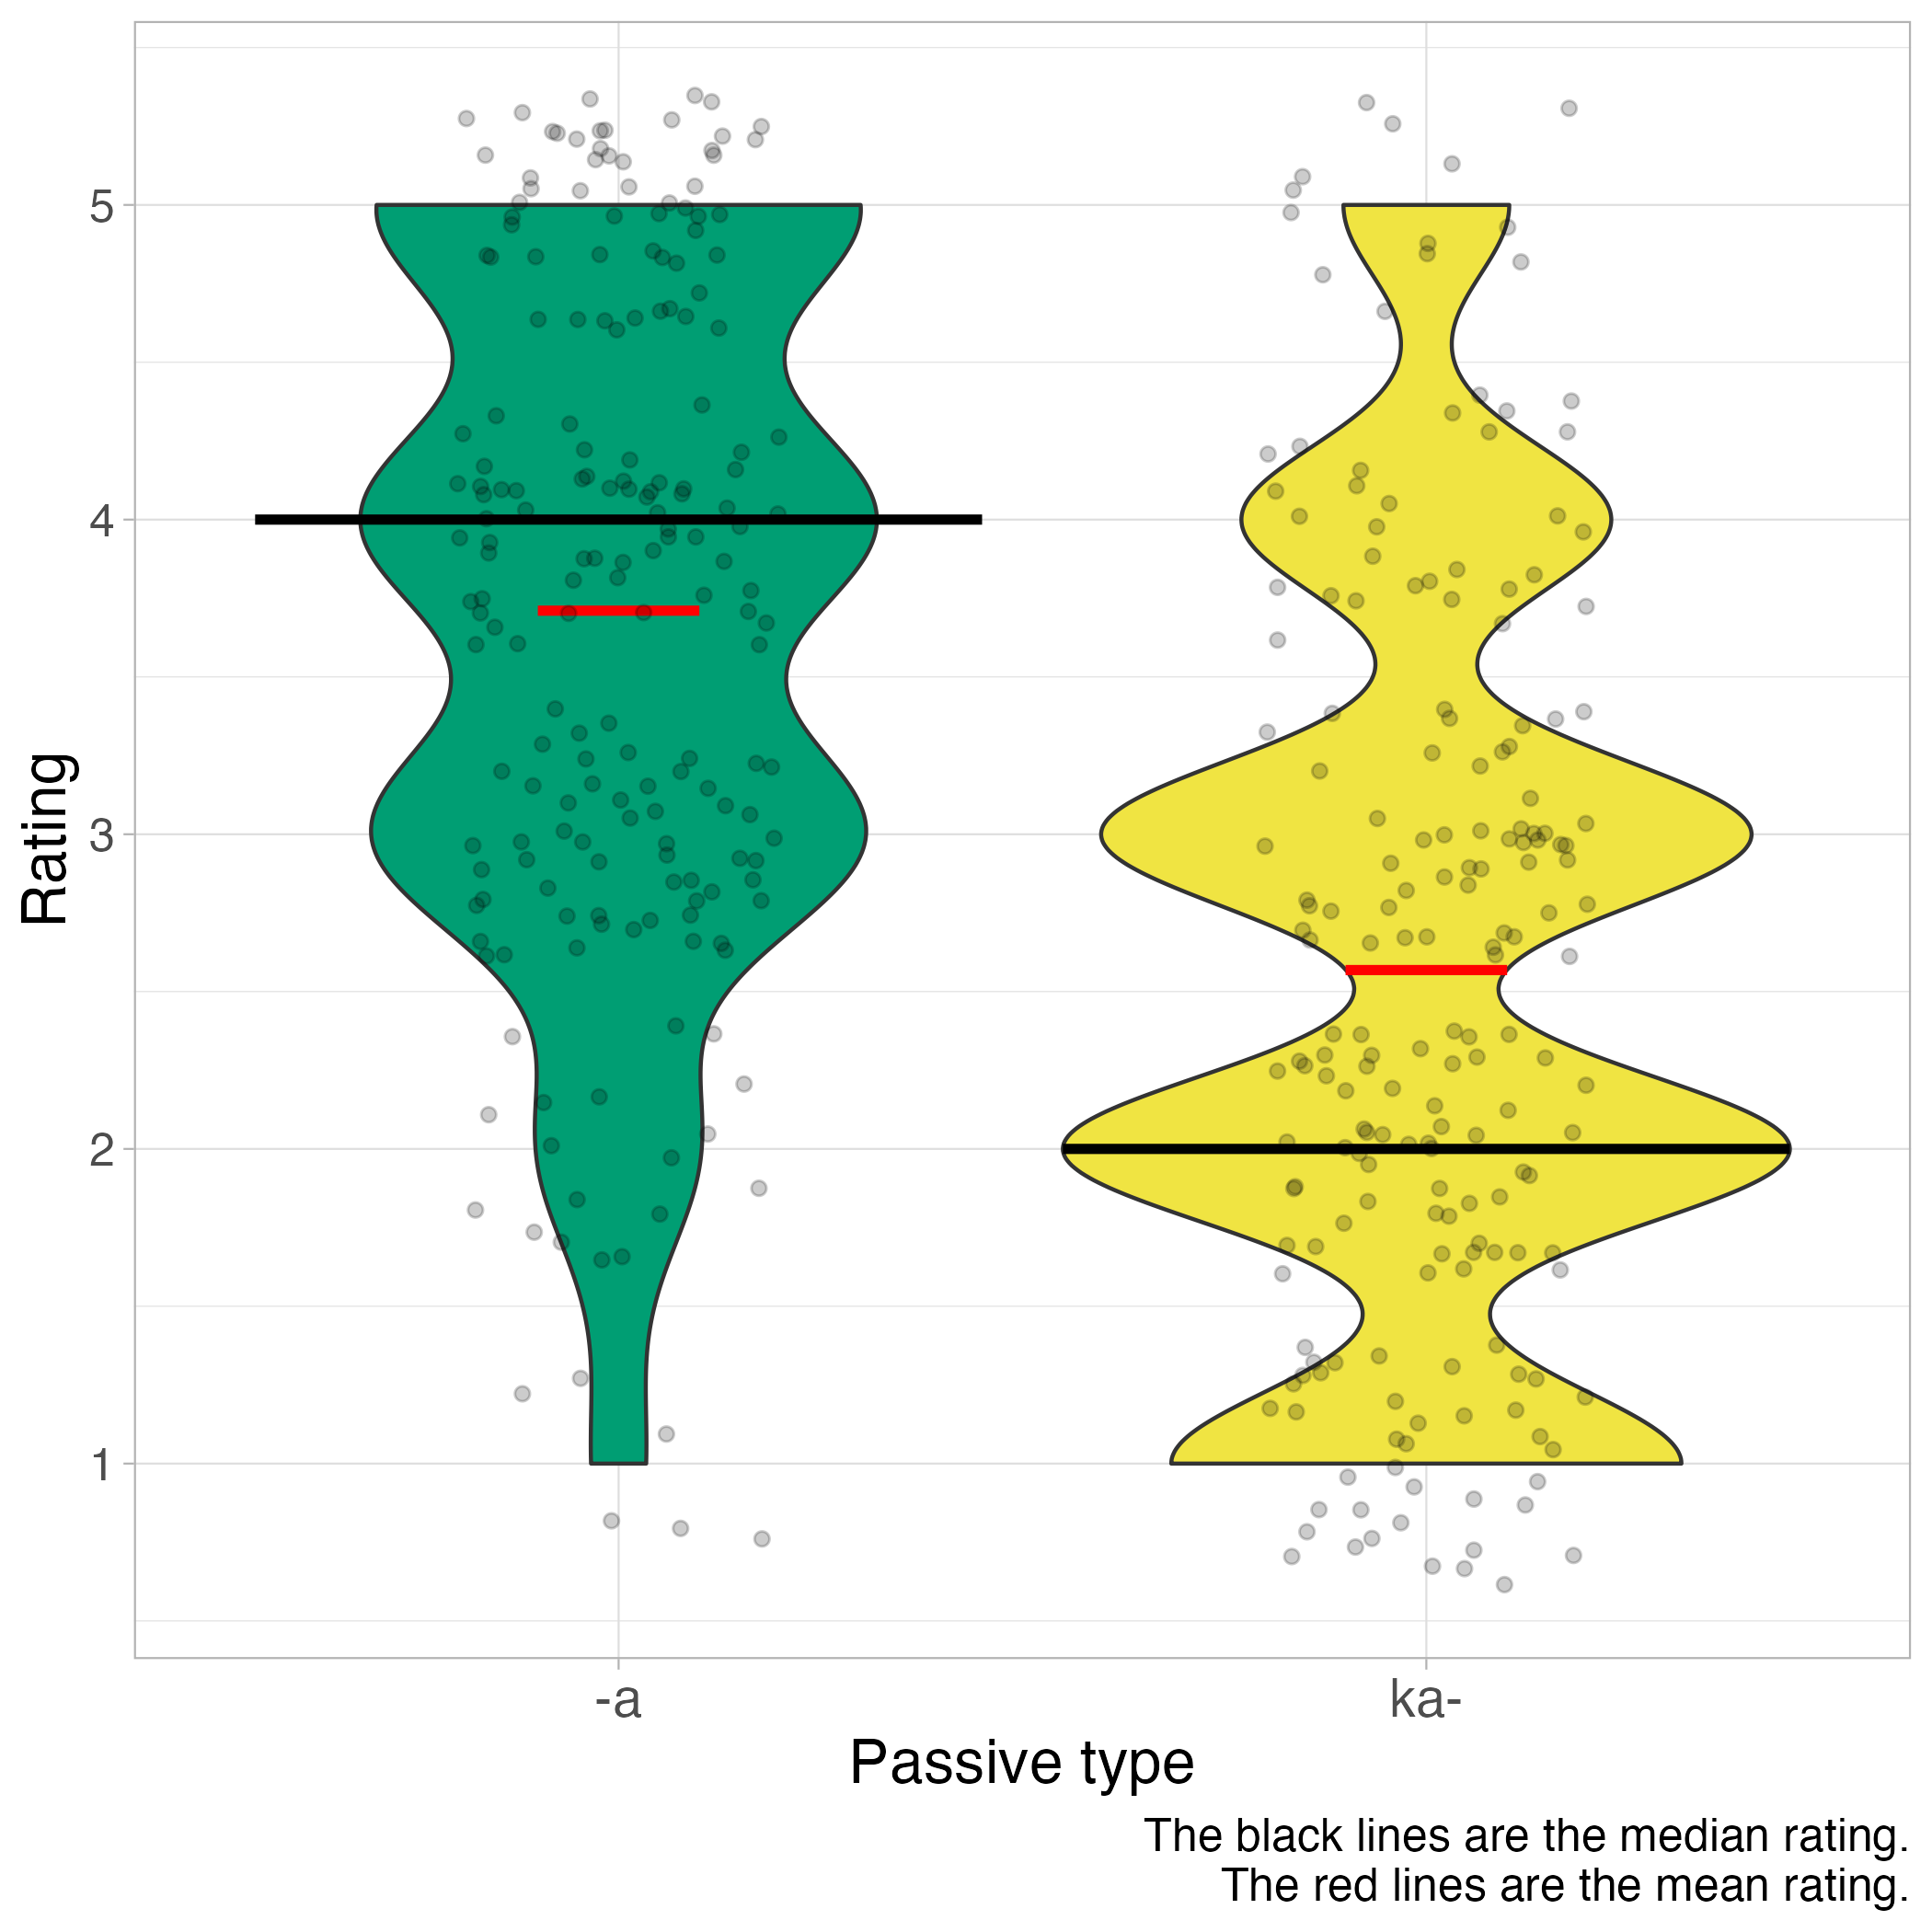 5
4
3
2
1
Rating
-a
ka-
Passive type
The black lines are the median rating.
The red lines are the mean rating.